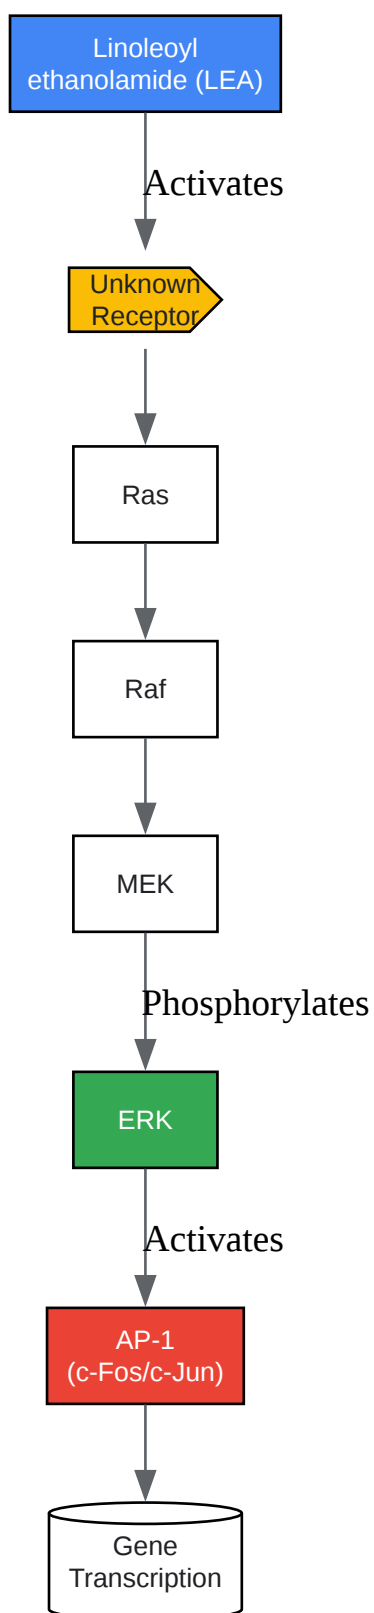 Linoleoyl
ethanolamide (LEA)
Activates
Unknown
Receptor
Ras
Raf
MEK
Phosphorylates
ERK
Activates
AP-1
(c-Fos/c-Jun)
Gene
Transcription